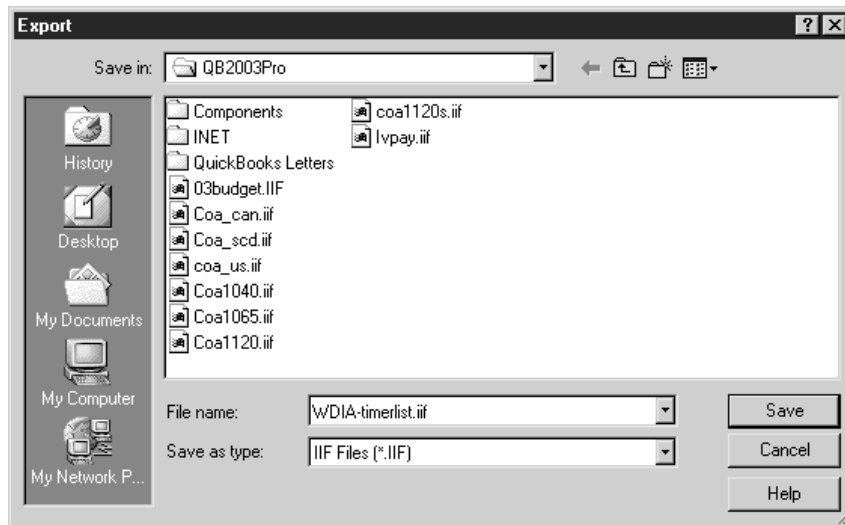 Export
Save in: QB2003Pro
History
Desktop
My Documents
My Computer
My Network P...
Components
INET
QuickBooks Letters
03budget.IIF
Coa_can.iif
Coa_scd.iif
coa_us.iif
Coa1040.iif
Coa1065.iif
Coa1120.iif
coa1120s.iif
lvpay.iif
File name: WDIA-timerlist.iif
Save
Save as type: IIF Files (*.IIF)
Cancel
Help